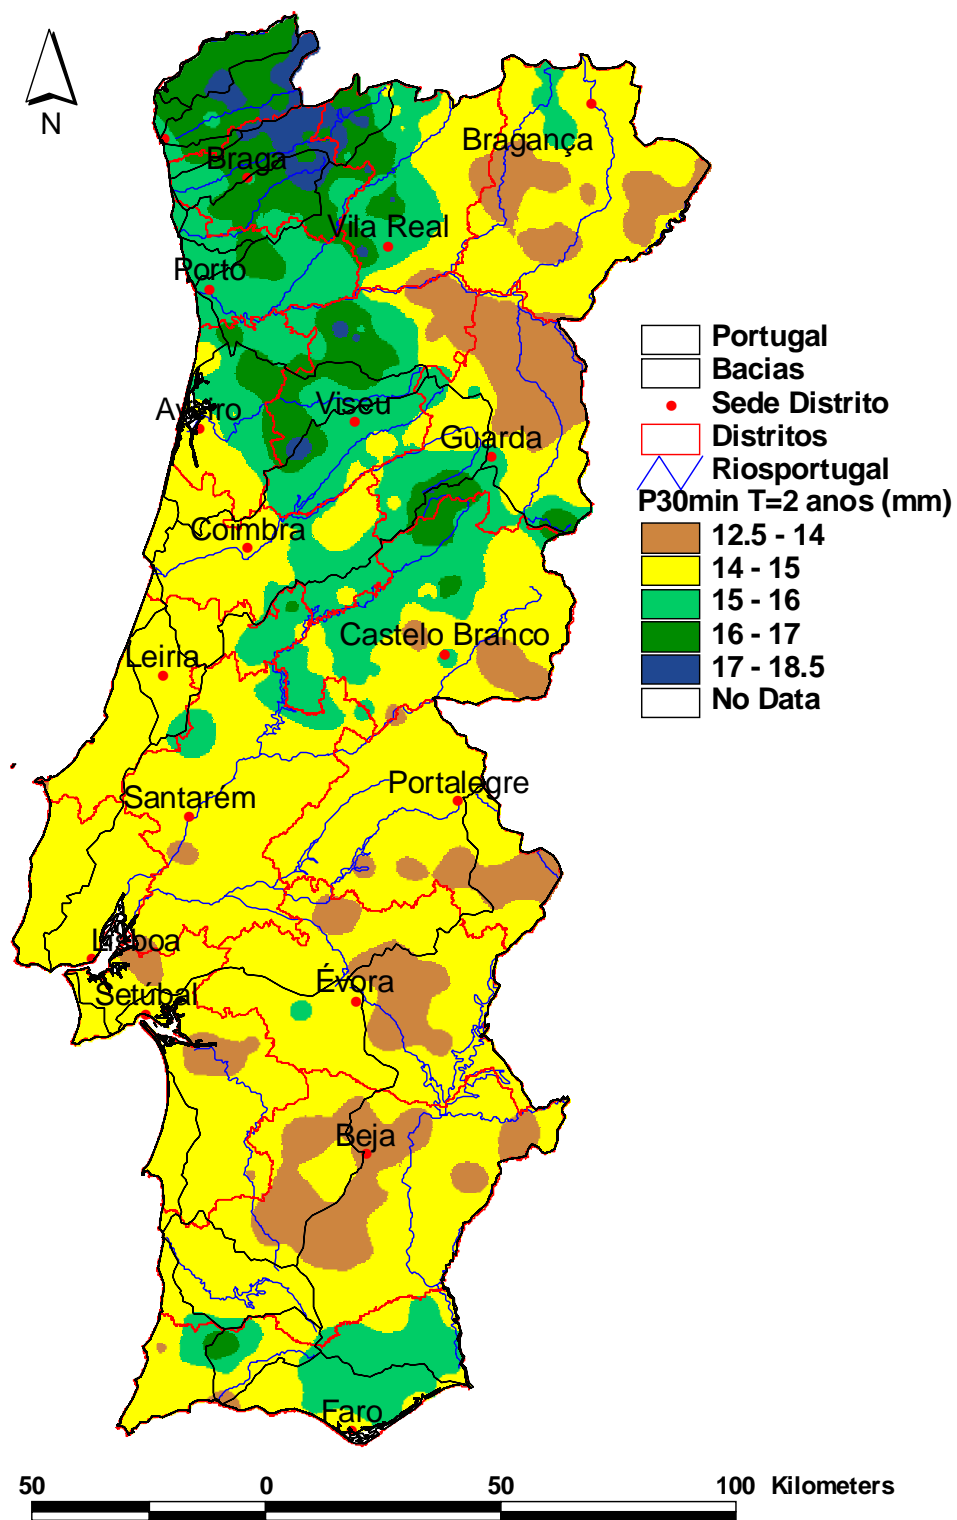 N
Bragança
Braga
Vila Real
Porto
Aveiro
Viseu
Guarda
Coimbra
Castelo Branco
Leiria
Portalegre
Santarém
Lisboa
Évora
Setúbal
Beja
Faro
Portugal
Bacias
Sede Distrito
Distritos
Riosportugal
P30min T=2 anos (mm)
12.5 - 14
14 - 15
15 - 16
16 - 17
17 - 18.5
No Data
50 0 50 100 Kilometers